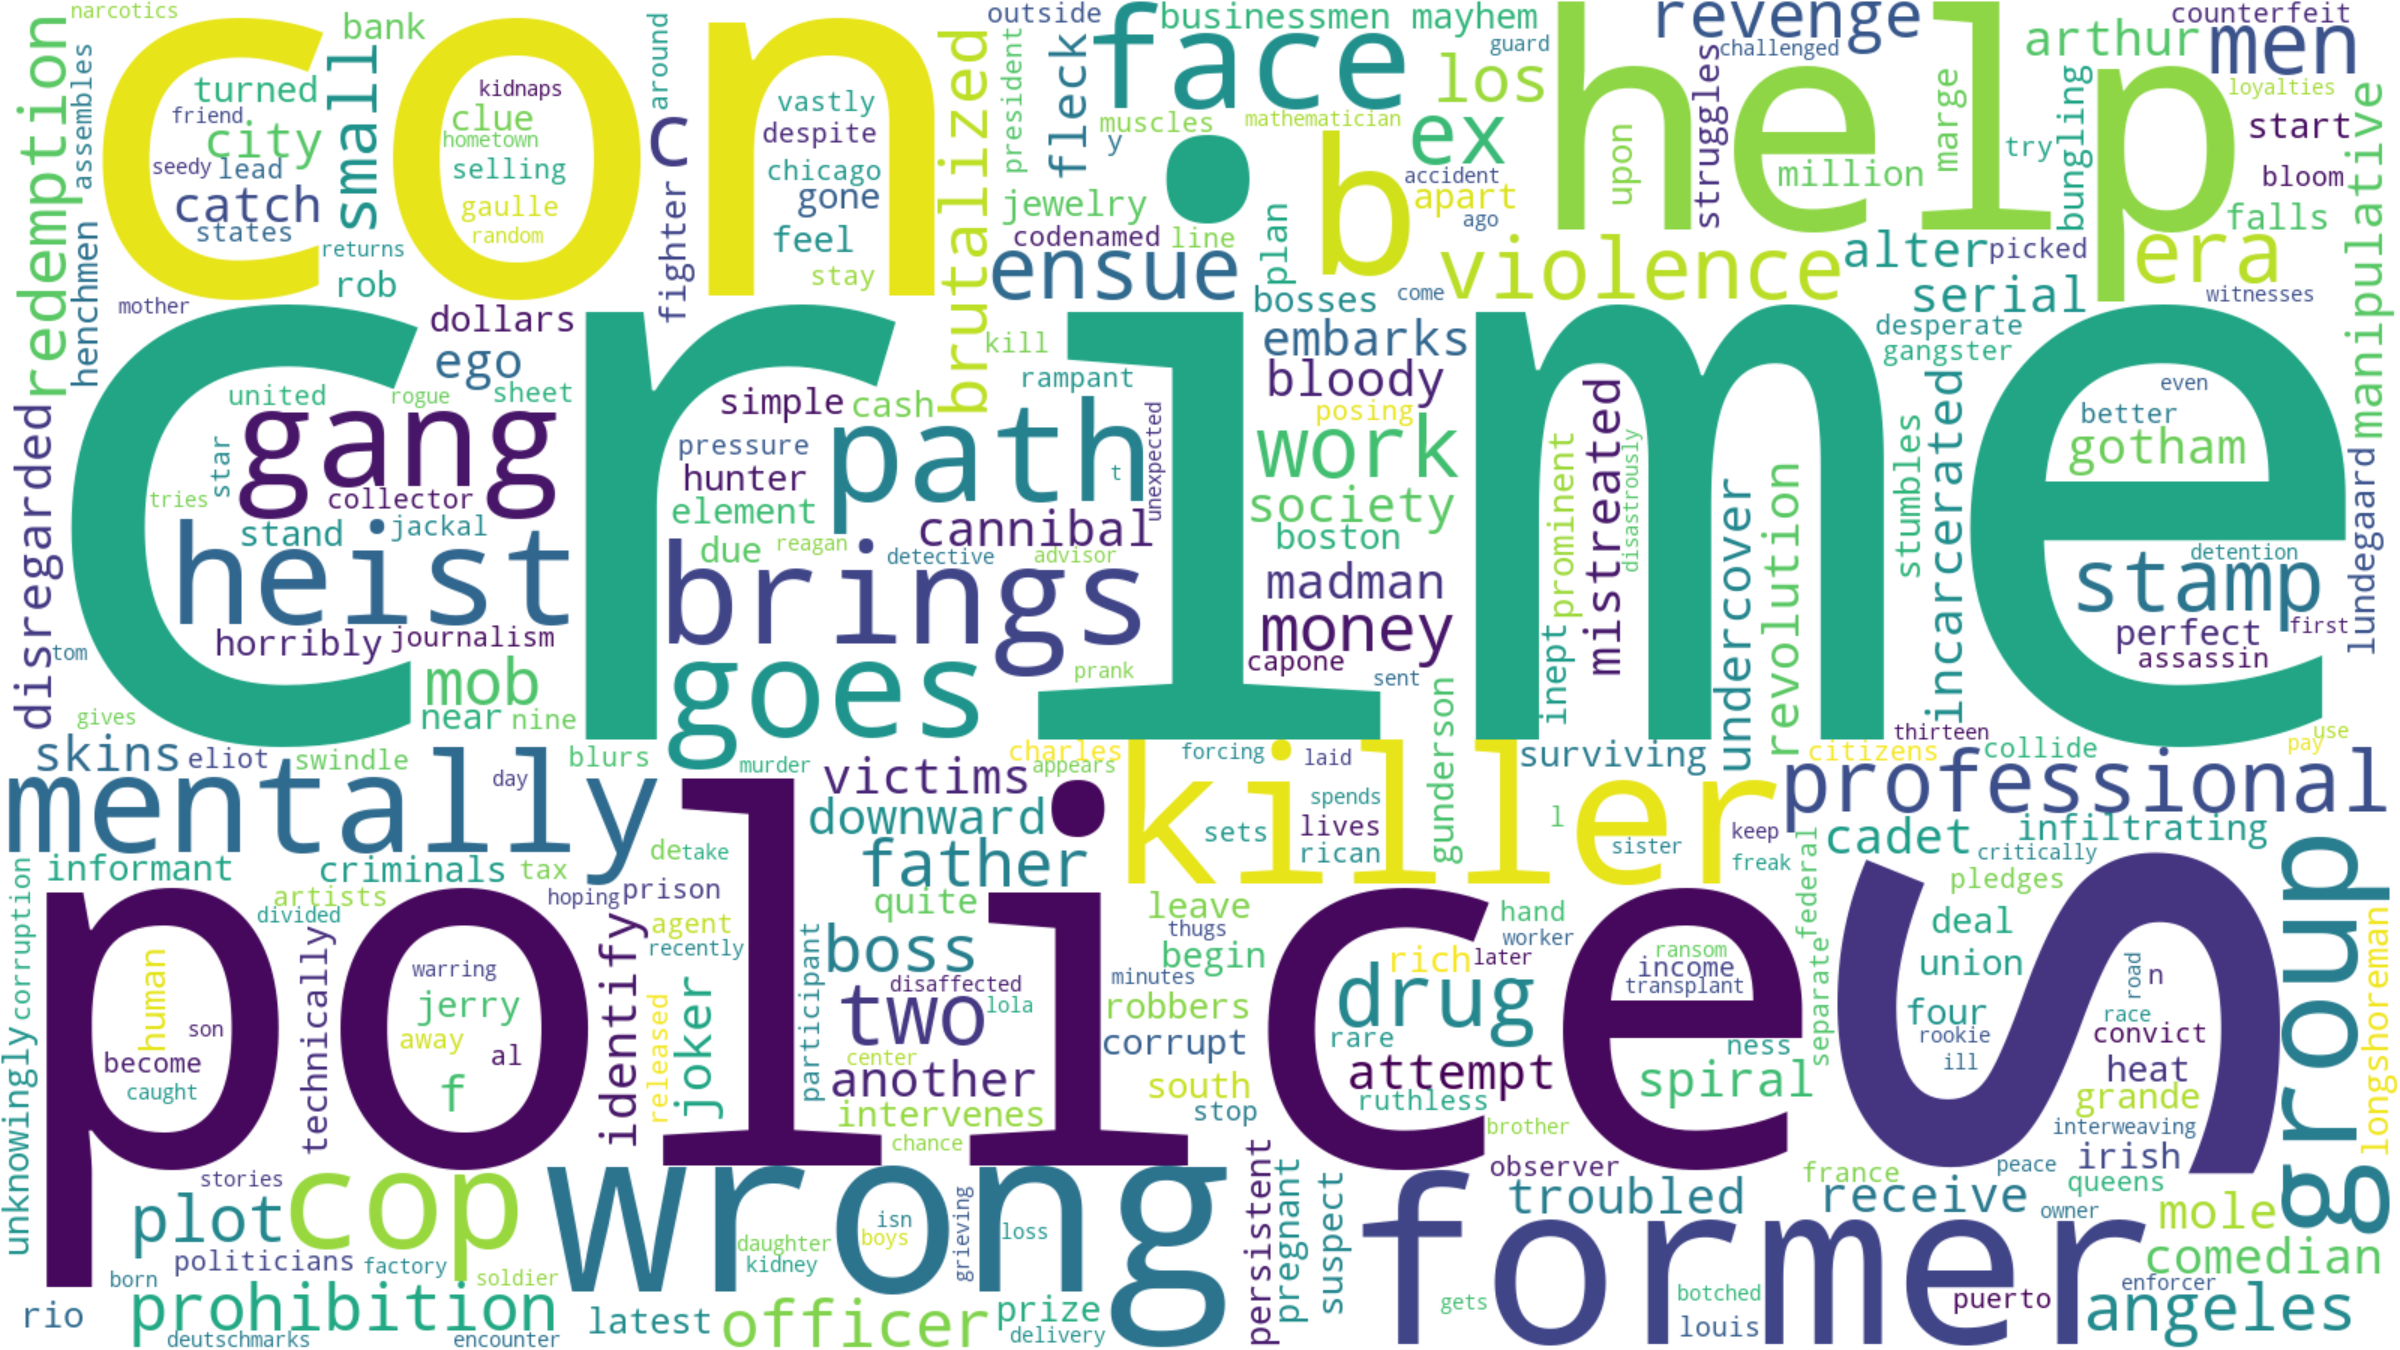 narcotics
bank
con
around
outside
businessmen
mayhem
revenge
counterfeit
redemption
assembles
turned
small
kidnaps
vastly
brutalized
president
fleck
face
guard
los
help
challenged
arthur
men
friend
city
clue
hometown
c
despite
muscles
mathematician
ex
struggles
marge
bungling
loyalties
manipulative
seedy
lead
selling
chicago
y
i
b
accident
upon
million
try
start
catch
gaulle
gone
jewelry
apart
ago
bloom
states
random
fighter
feel
codenamed
line
plan
falls
henchmen
returns
rob
stay
ensue
violence
alter
picked
era
mother
dollars
bosses
come
serial
witnesses
crime
ego
kill
embarks
desperate
gangster
united
rogue
sheet
simple
cash
rampant
bloody
even
disregarded
star
gang
pressure
path
unexpected
posing
mistreated
disastrously
incarcerated
better
tries
collector
hunter
t
work
prominent
stumbles
gotham
lundegaard
stand
jackal
element
cannibal
society
undercover
revolution
heist
due
reagan
detective
advisor
boston
detention
horribly
journalism
brings
madman
stamp
tom
money
inept
perfect
first
mob
goes
prank
capone
sent
assassin
gives
near
nine
gunderson
thirteen
use
skins
eliot
swindle
blurs
murder
charles
appears
forcing
laid
surviving
citizens
collide
pay
mentally
day
victims
killer
professional
downward
sets
spends
lives
rican
l
sister
keep
freak
cadet
infiltrating
critically
informant
criminals
tax
de
take
father
federal
pledges
group
corruption
artists
hoping
prison
quite
leave
hand
divided
identify
agent
recently
participant
boss
thugs
begin
worker
deal
longshoreman
police
s
human
technically
warring
disaffected
minutes
rich
later
ransom
income
transplant
union
road
n
unknowingly
son
jerry
released
joker
two
lola
robbers
drug
separate
four
race
become
away
al
center
corrupt
rare
ness
rookie
convict
caught
f
another
south
attempt
spiral
ill
heat
intervenes
stop
ruthless
grande
chance
brother
interweaving
stories
cop
wrong
persistent
pregnant
suspect
observer
france
peace
irish
plot
grieving
former
troubled
receive
queens
politicians
factory
isn
boys
loss
owner
mole
born
soldier
daughter
kidney
comedian
rio
prohibition
latest
officer
prize
gets
botched
puerto
enforcer
angeles
deutschmarks
encounter
delivery
louis